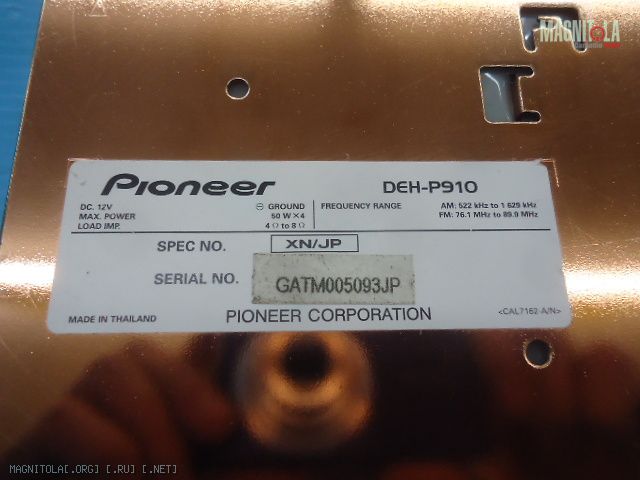 MAGNITOLA
Pioneer DEH-P910
DC. 12V ⊖ GROUND
MAX. POWER 50 W×4
LOAD IMP. 4 Ω to 8 Ω
FREQUENCY RANGE AM: 522 kHz to 1 629 kHz
FM: 76.1 MHz to 89.9 MHz
SPEC NO. XN/JP
SERIAL NO. GATM005093JP
MADE IN THAILAND PIONEER CORPORATION <CAL7162-A/N>
MAGNITOLA[.ORG] [.RU] [.NET]